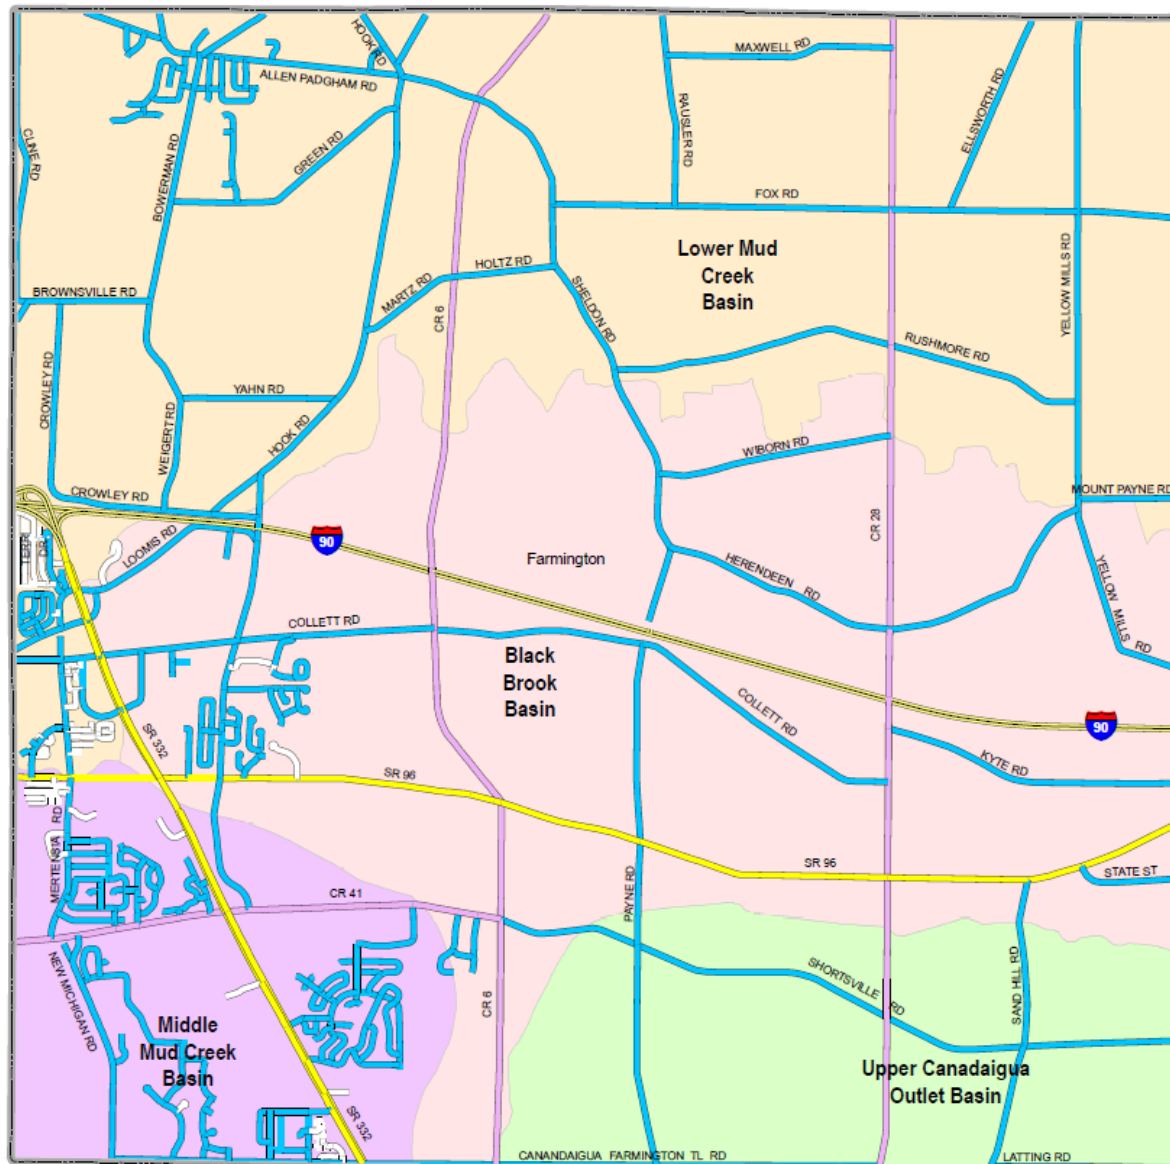 HOOK RD
MAXWELL RD
ALLEN PADGHAM RD
ELLSWORTH RD
RAUSLER RD
CLINE RD
GREEN RD
BOWERMAN RD
FOX RD
Lower Mud
Creek
Basin
HOLTZ RD
MARTZ RD
YELLOW MILLS RD
BROWNSVILLE RD
SHELDON RD
CR 6
RUSHMORE RD
CROWLEY RD
YAHN RD
WEIGERT RD
HOOK RD
WIBORN RD
CROWLEY RD
MOUNT PAYNE RD
CR 28
LOOMIS RD
TERR
DR
90
Farmington
HERENDEEN RD
YELLOW MILLS RD
COLLETT RD
Black
Brook
Basin
COLLETT RD
90
SR 332
KYTE RD
SR 96
MERTENSIA RD
SR 96
STATE ST
PAYNE RD
CR 41
NEW MICHIGAN RD
SHORTSVILLE RD
SAND HILL RD
CR 6
Middle
Mud Creek
Basin
Upper Canadaigua
Outlet Basin
SR 332
CANANDAIGUA FARMINGTON TL RD
LATTING RD